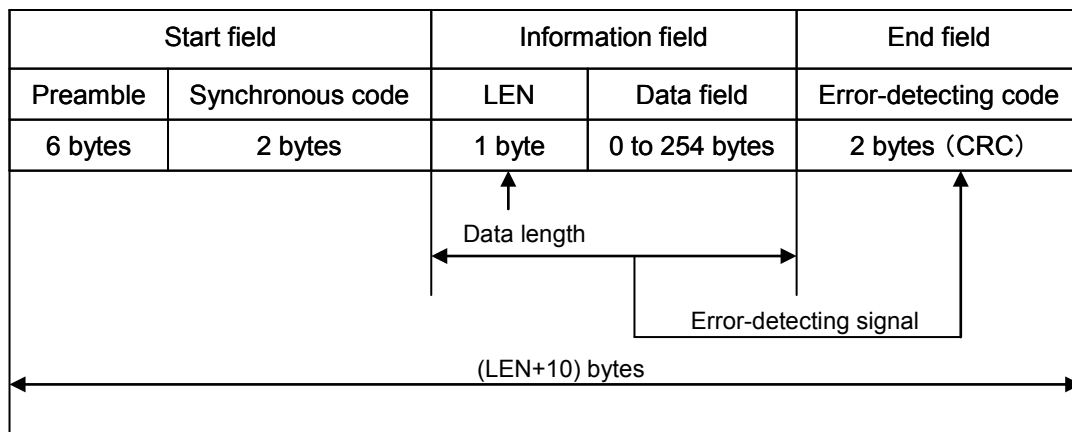 Start field Information field End field
Preamble Synchronous code LEN Data field Error-detecting code
6 bytes 2 bytes 1 byte 0 to 254 bytes 2 bytes（CRC）
Data length
Error-detecting signal
(LEN+10) bytes